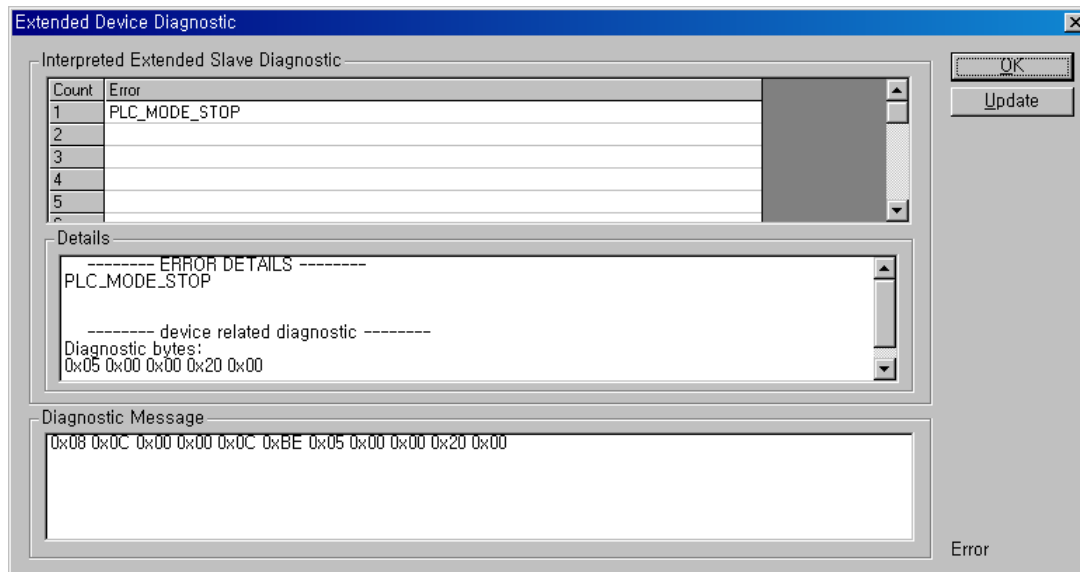 Extended Device Diagnostic
Interpreted Extended Slave Diagnostic
Count Error
1 PLC_MODE_STOP
2
3
4
5
Details
-------- ERROR DETAILS --------
PLC_MODE_STOP
-------- device related diagnostic --------
Diagnostic bytes:
0x05 0x00 0x00 0x20 0x00
Diagnostic Message
0x08 0x0C 0x00 0x00 0x0C 0xBE 0x05 0x00 0x00 0x20 0x00
OK
Update
Error